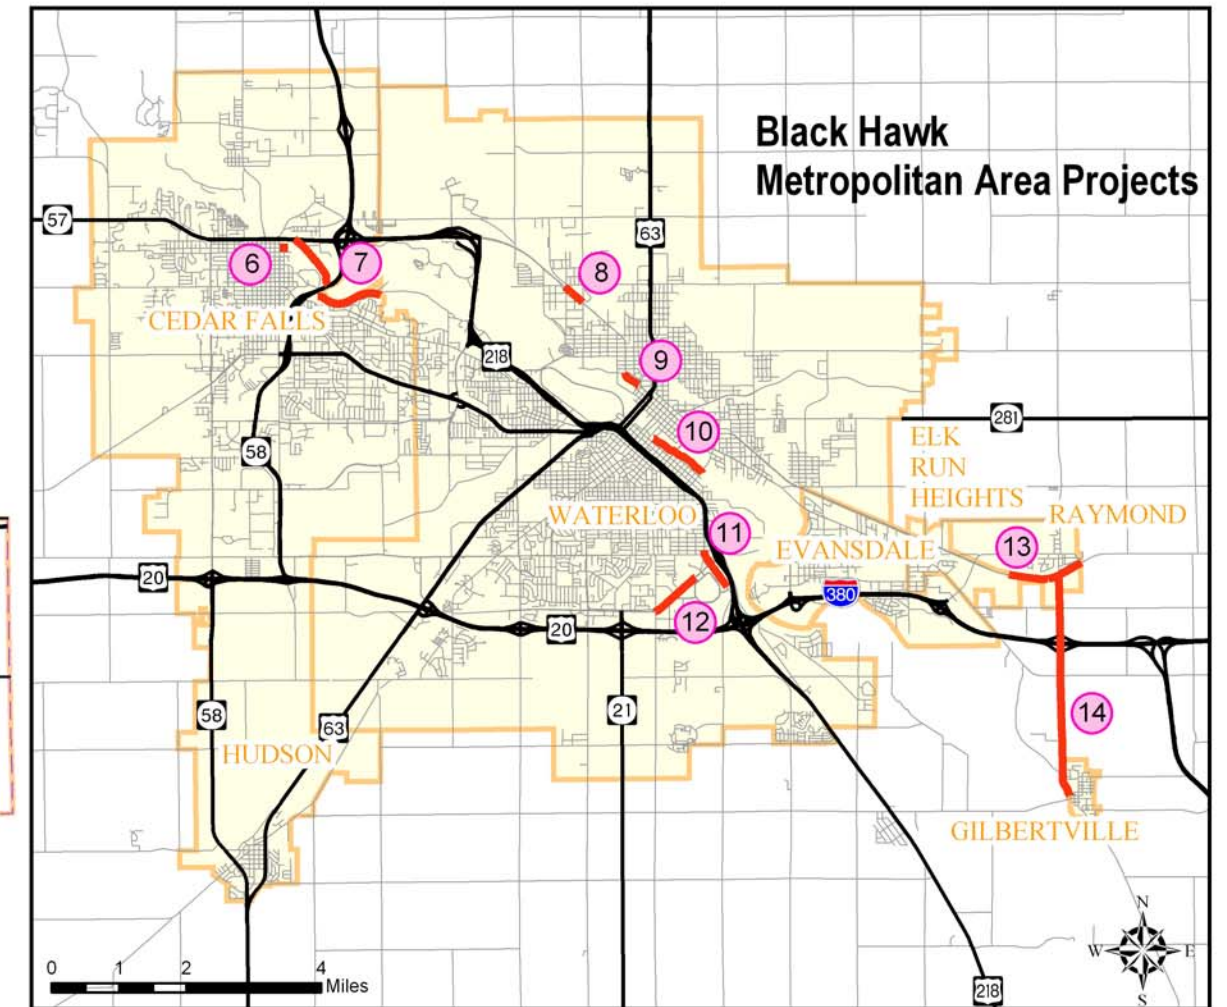 Black Hawk
Metropolitan Area Projects
57
63
6
7
8
CEDAR FALLS
218
9
281
10
58
ELK
RUN
HEIGHTS
WATERLOO
RAYMOND
11
13
EVANSDALE
20
380
12
20
58
21
14
63
HUDSON
GILBERTVILLE
N
W
E
S
0 1 2 4
Miles
218